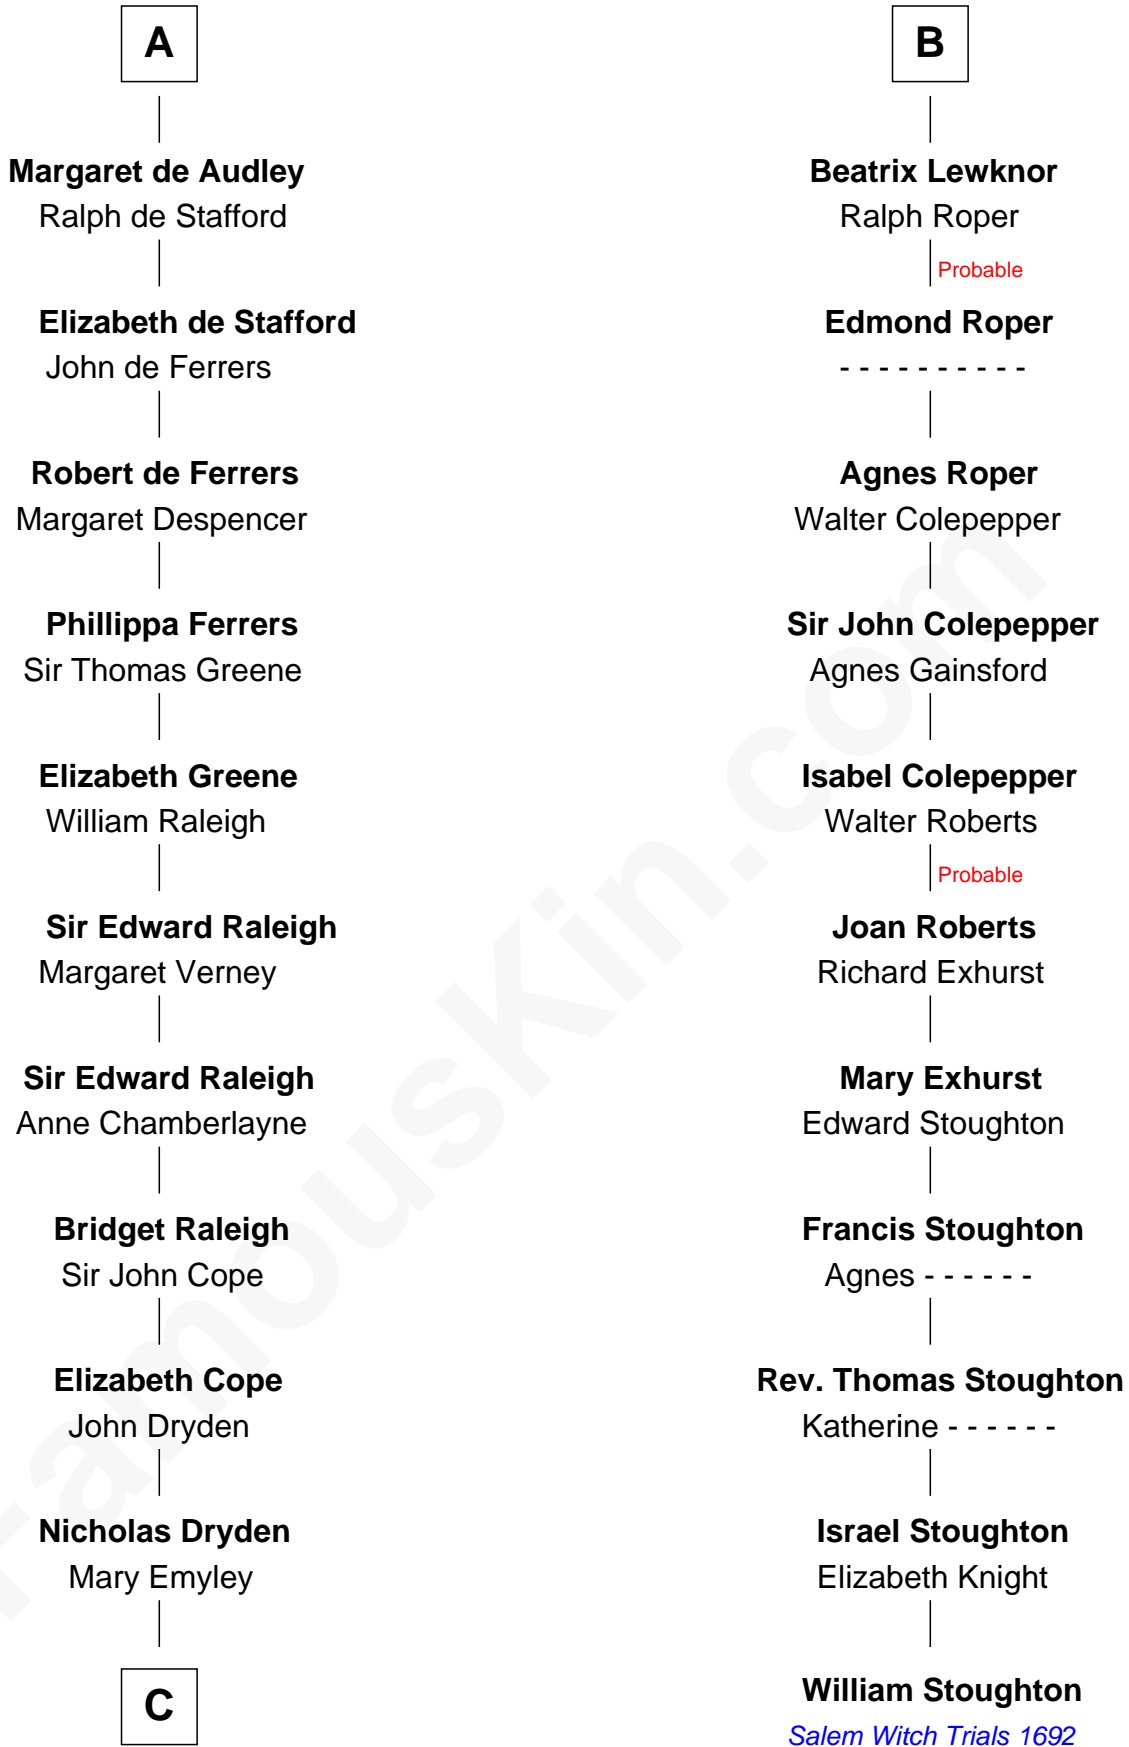 A
Margaret de Audley
Ralph de Stafford
Elizabeth de Stafford
John de Ferrers
Robert de Ferrers
Margaret Despencer
Phillippa Ferrers
Sir Thomas Greene
Elizabeth Greene
William Raleigh
Sir Edward Raleigh
Margaret Verney
Sir Edward Raleigh
Anne Chamberlayne
Bridget Raleigh
Sir John Cope
Elizabeth Cope
John Dryden
Nicholas Dryden
Mary Emyley
C
B
Beatrix Lewknor
Ralph Roper
Probable
Edmond Roper
- - - - - - - - - -
Agnes Roper
Walter Colepepper
Sir John Colepepper
Agnes Gainsford
Isabel Colepepper
Walter Roberts
Probable
Joan Roberts
Richard Exhurst
Mary Exhurst
Edward Stoughton
Francis Stoughton
Agnes - - - - - -
Rev. Thomas Stoughton
Katherine - - - - - -
Israel Stoughton
Elizabeth Knight
William Stoughton
Salem Witch Trials 1692
FamousKin.com